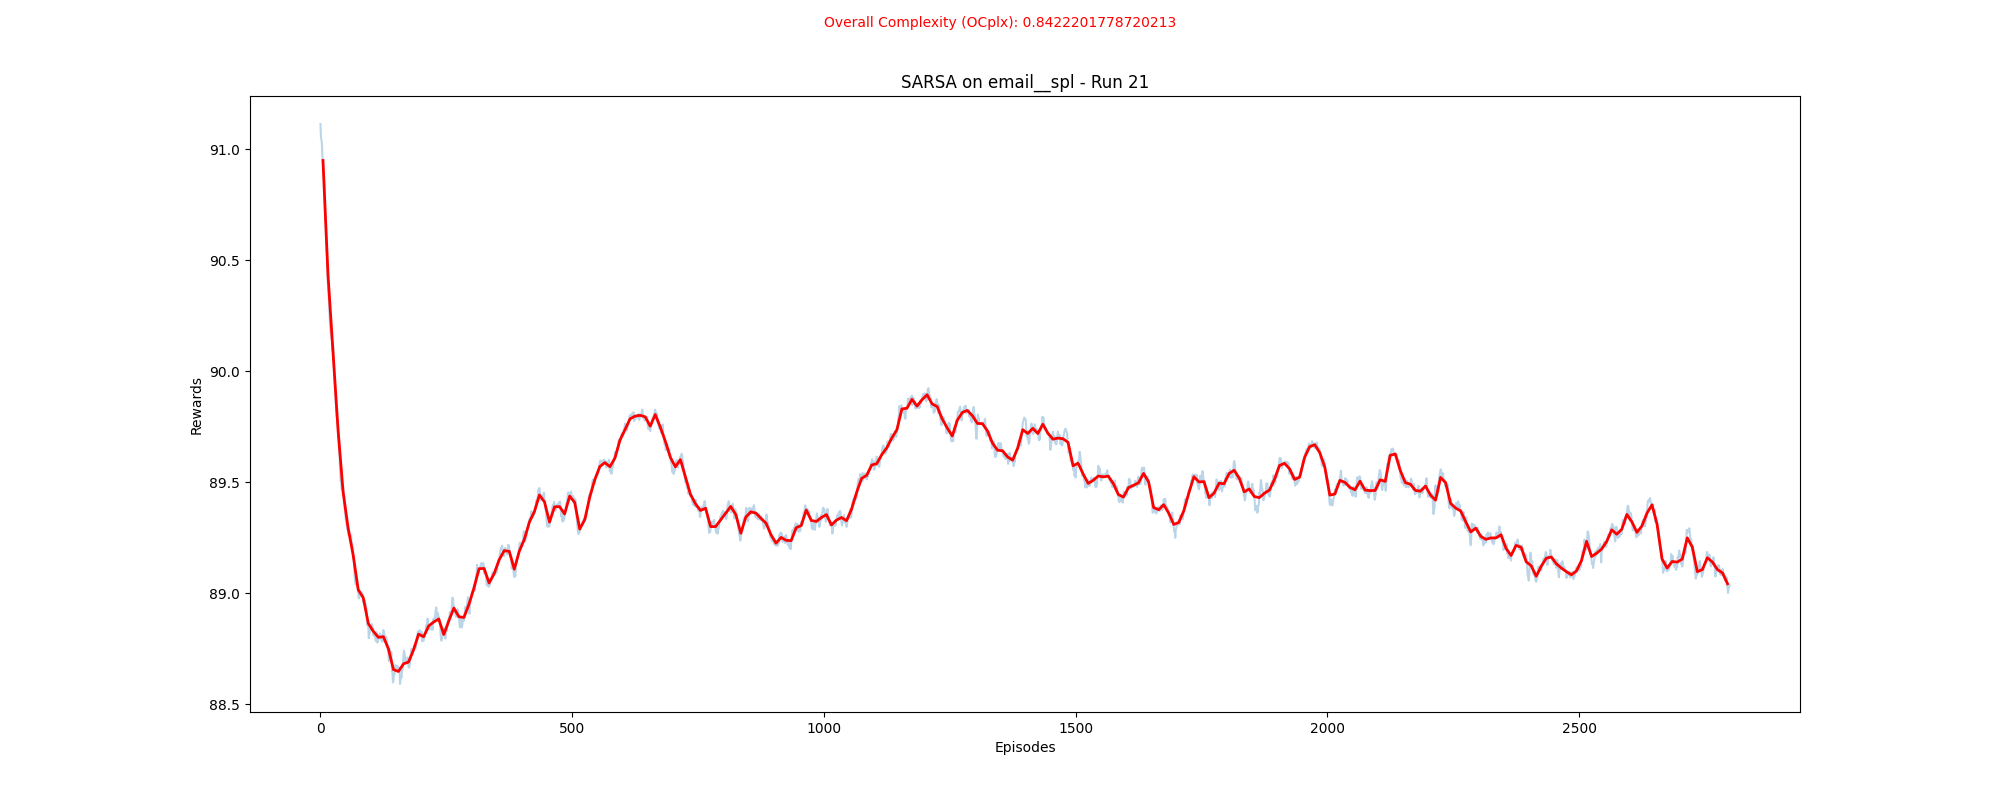 Overall Complexity (OCplx): 0.8422201778720213
SARSA on email__spl - Run 21
91.0
90.5
90.0
89.5
89.0
88.5
Rewards
0 500 1000 1500 2000 2500
Episodes